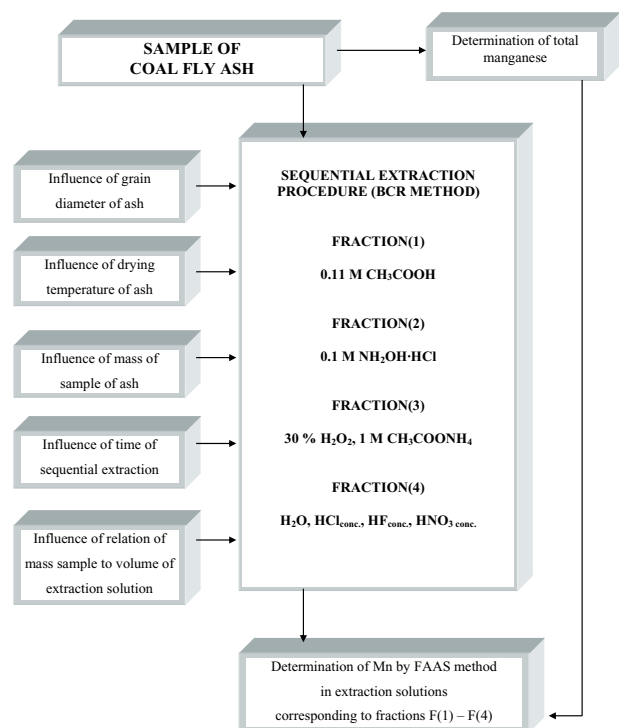 SAMPLE OF
COAL FLY ASH
Determination of total
manganese
Influence of grain
diameter of ash
Influence of drying
temperature of ash
Influence of mass of
sample of ash
Influence of time of
sequential extraction
Influence of relation of
mass sample to volume of
extraction solution
SEQUENTIAL EXTRACTION
PROCEDURE (BCR METHOD)
FRACTION(1)
0.11 M CH₃COOH
FRACTION(2)
0.1 M NH₂OH·HCl
FRACTION(3)
30 % H₂O₂, 1 M CH₃COONH₄
FRACTION(4)
H₂O, HCl conc., HF conc., HNO₃ conc.
Determination of Mn by FAAS method
in extraction solutions
corresponding to fractions F(1) – F(4)